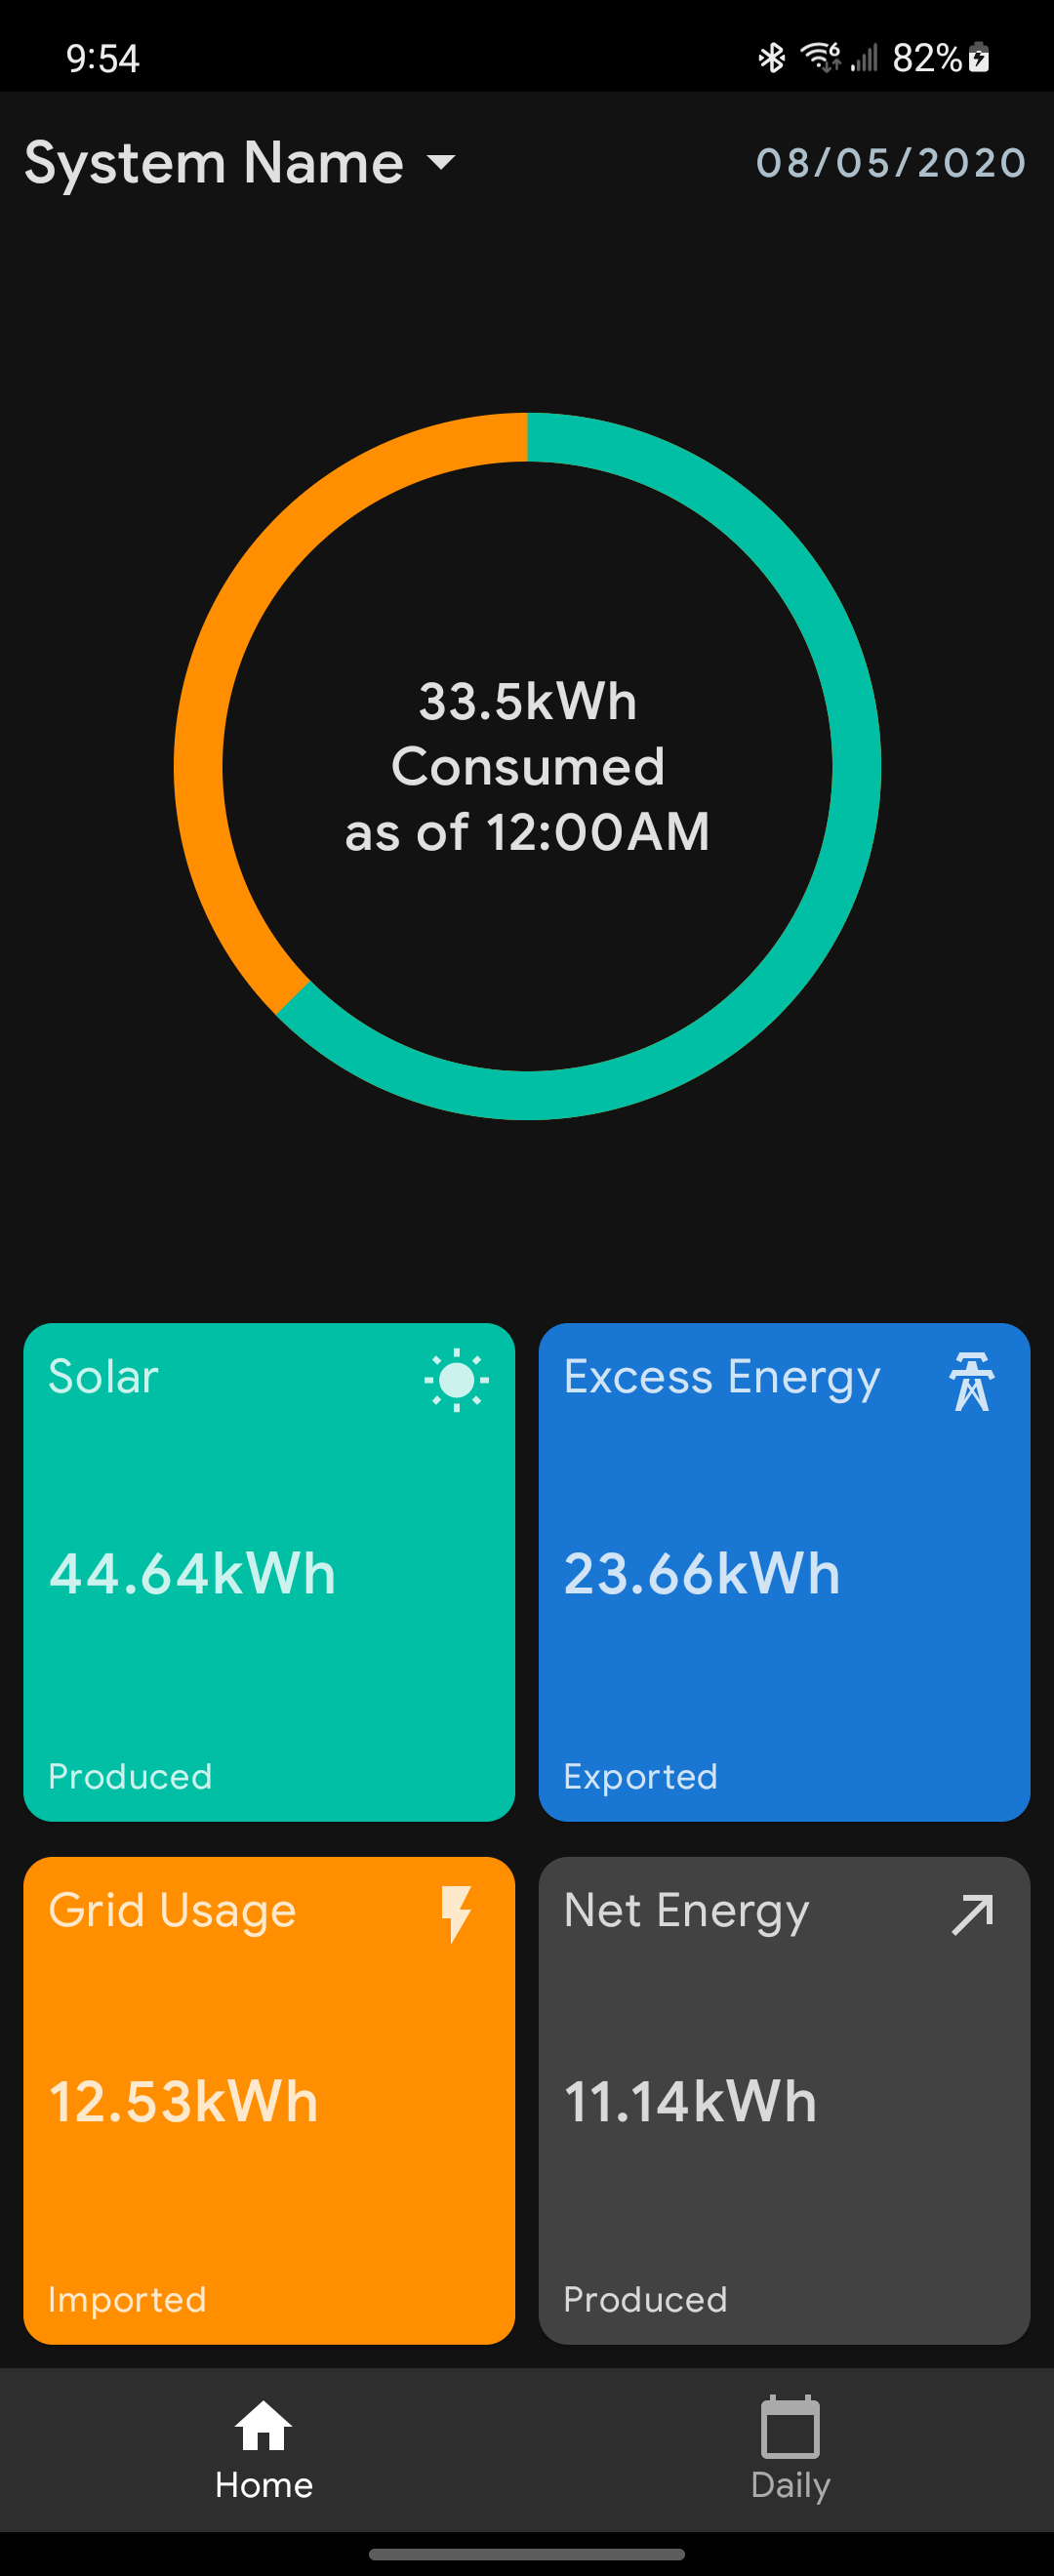 9:54
6
82%
System Name
08/05/2020
33.5kWh
Consumed
as of 12:00AM
Solar
44.64kWh
Produced
Excess Energy
23.66kWh
Exported
Grid Usage
12.53kWh
Imported
Net Energy
11.14kWh
Produced
Home
Daily